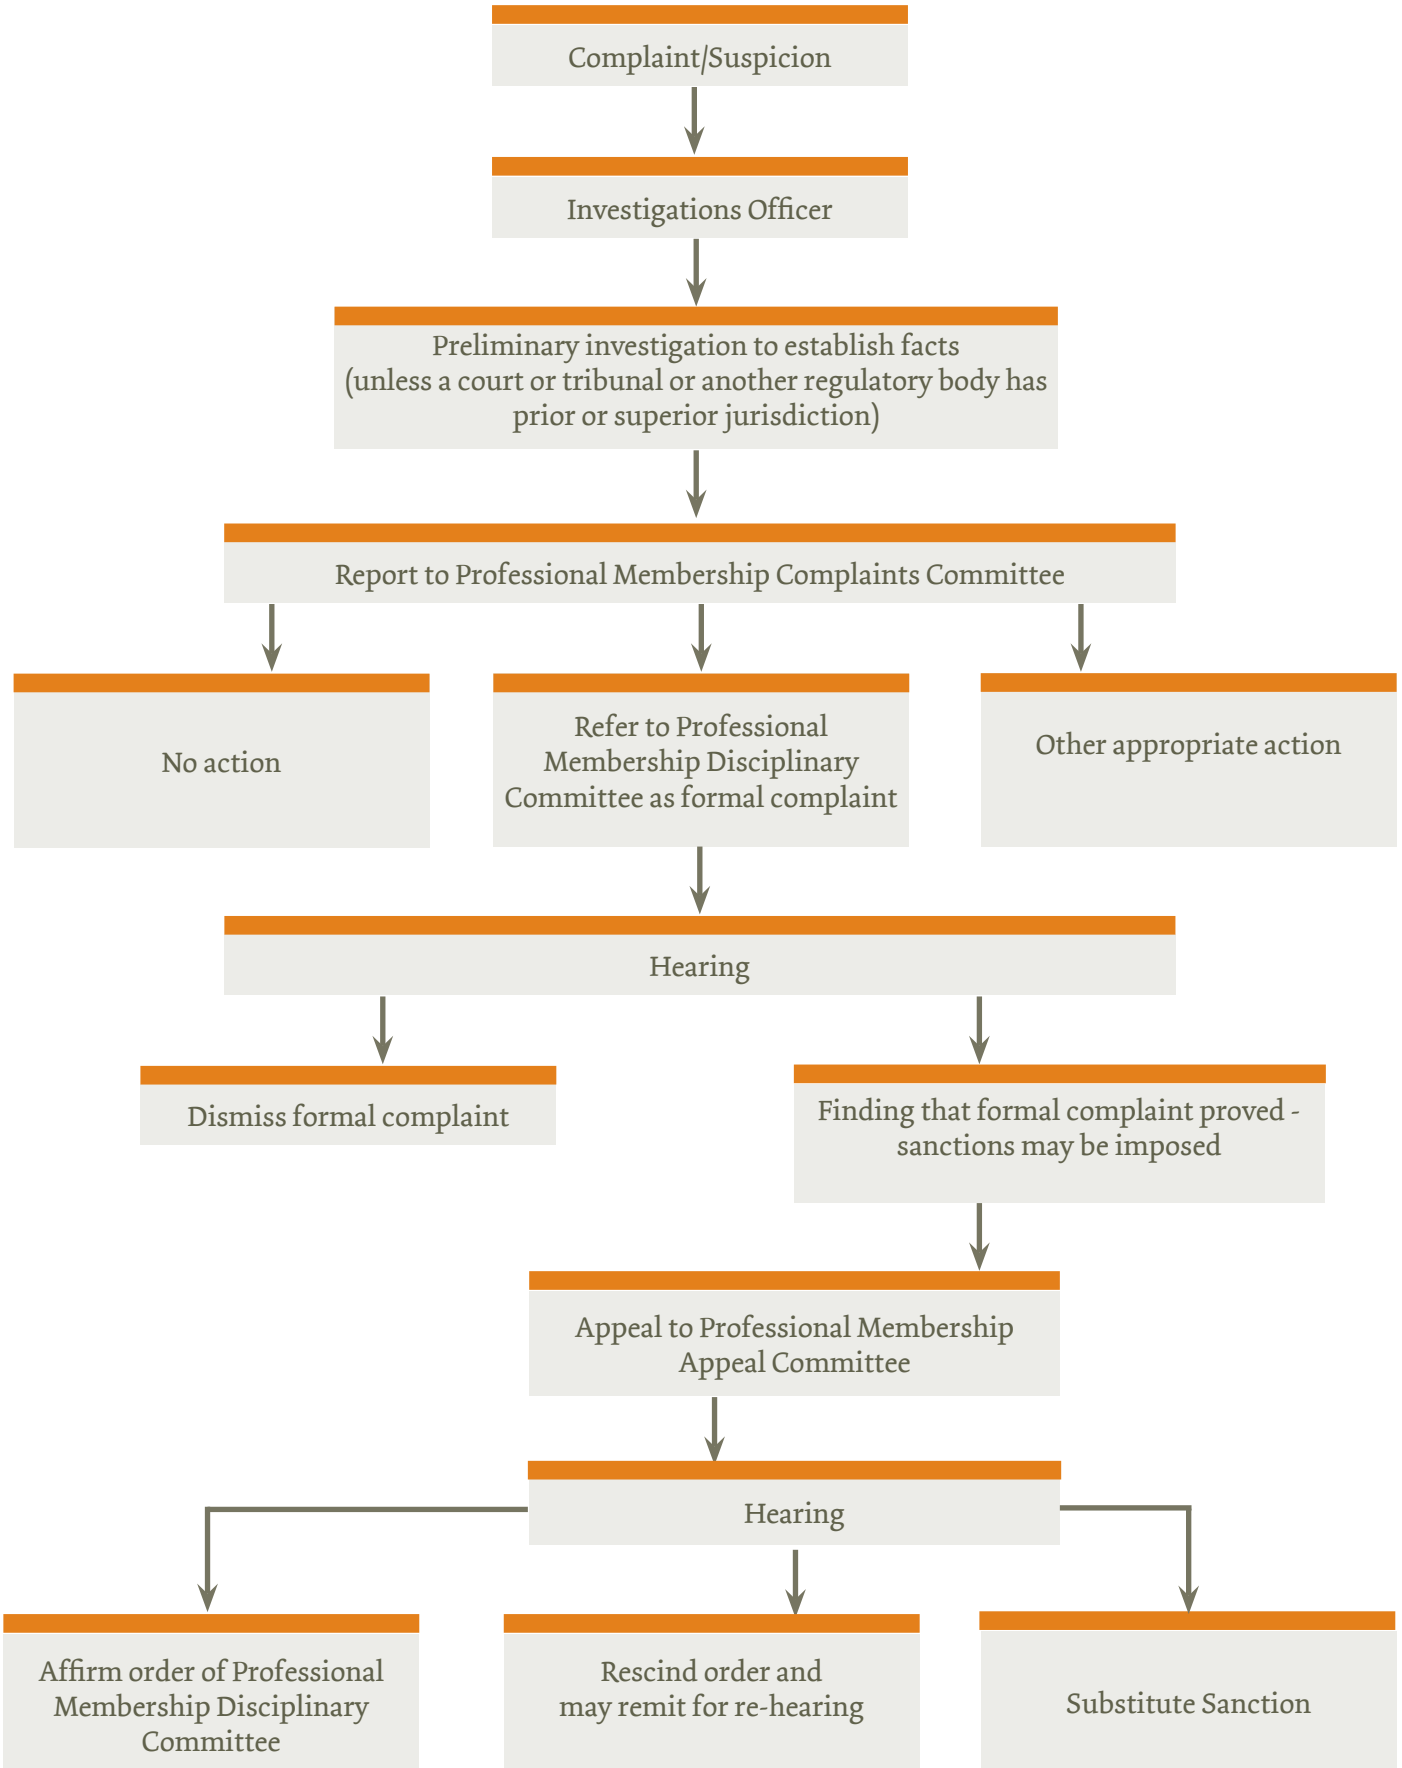 Complaint/Suspicion
Investigations Officer
Preliminary investigation to establish facts
(unless a court or tribunal or another regulatory body has
prior or superior jurisdiction)
Report to Professional Membership Complaints Committee
No action
Refer to Professional
Membership Disciplinary
Committee as formal complaint
Other appropriate action
Hearing
Dismiss formal complaint
Finding that formal complaint proved -
sanctions may be imposed
Appeal to Professional Membership
Appeal Committee
Hearing
Affirm order of Professional
Membership Disciplinary
Committee
Rescind order and
may remit for re-hearing
Substitute Sanction